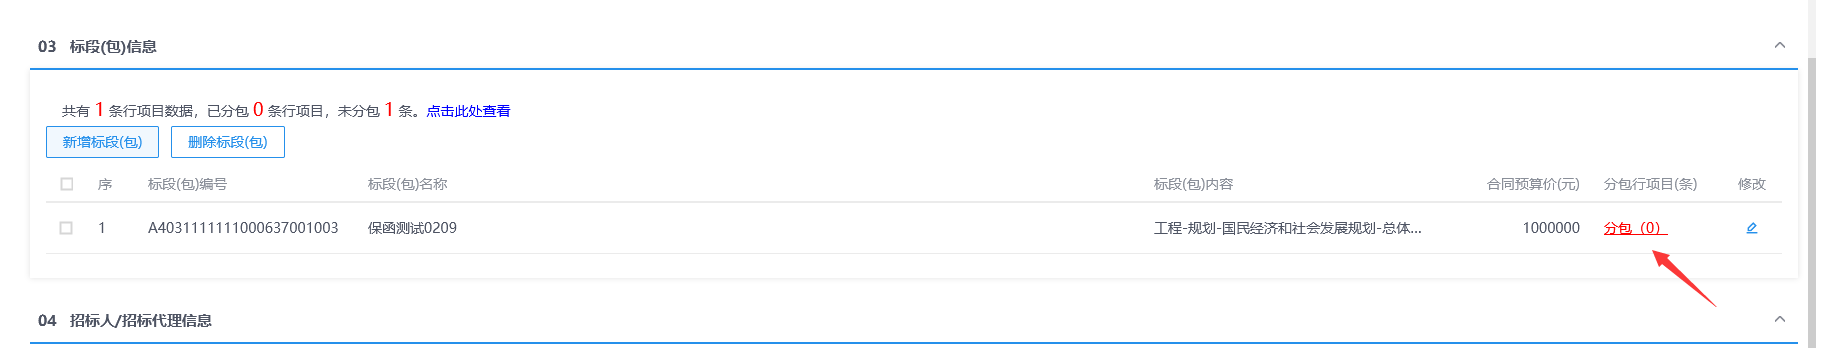 03 标段(包)信息
共有 1 条行项目数据，已分包 0 条行项目，未分包 1 条。点击此处查看
新增标段(包) 删除标段(包)
序 标段(包)编号 标段(包)名称 标段(包)内容 合同预算价(元) 分包行项目(条) 修改
1 A4031111111000637001003 保函测试0209 工程-规划-国民经济和社会发展规划-总体... 1000000 分包（0）
04 招标人/招标代理信息